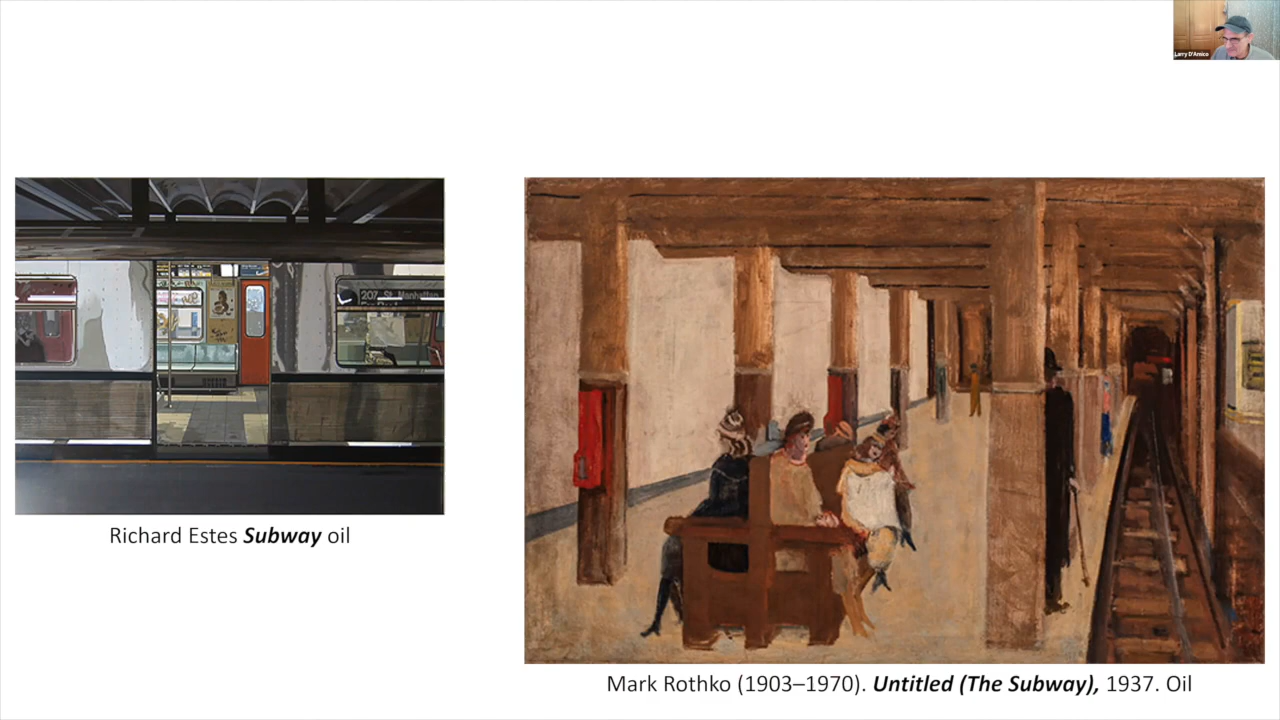 Larry D'Amico
207 St, Manhattan
Richard Estes Subway oil
Mark Rothko (1903–1970). Untitled (The Subway), 1937. Oil